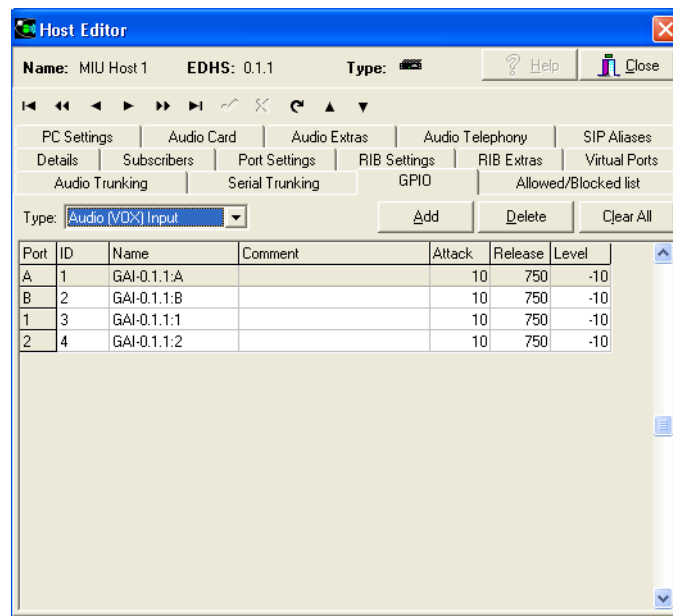 Host Editor
Name: MIU Host 1 EDHS: 0.1.1 Type: ? Help Close
PC Settings Audio Card Audio Extras Audio Telephony SIP Aliases
Details Subscribers Port Settings RIB Settings RIB Extras Virtual Ports
Audio Trunking Serial Trunking GPIO Allowed/Blocked list
Type: Audio (VOX) Input Add Delete Clear All
Port ID Name Comment Attack Release Level
A 1 GAI-0.1.1:A 10 750 -10
B 2 GAI-0.1.1:B 10 750 -10
1 3 GAI-0.1.1:1 10 750 -10
2 4 GAI-0.1.1:2 10 750 -10